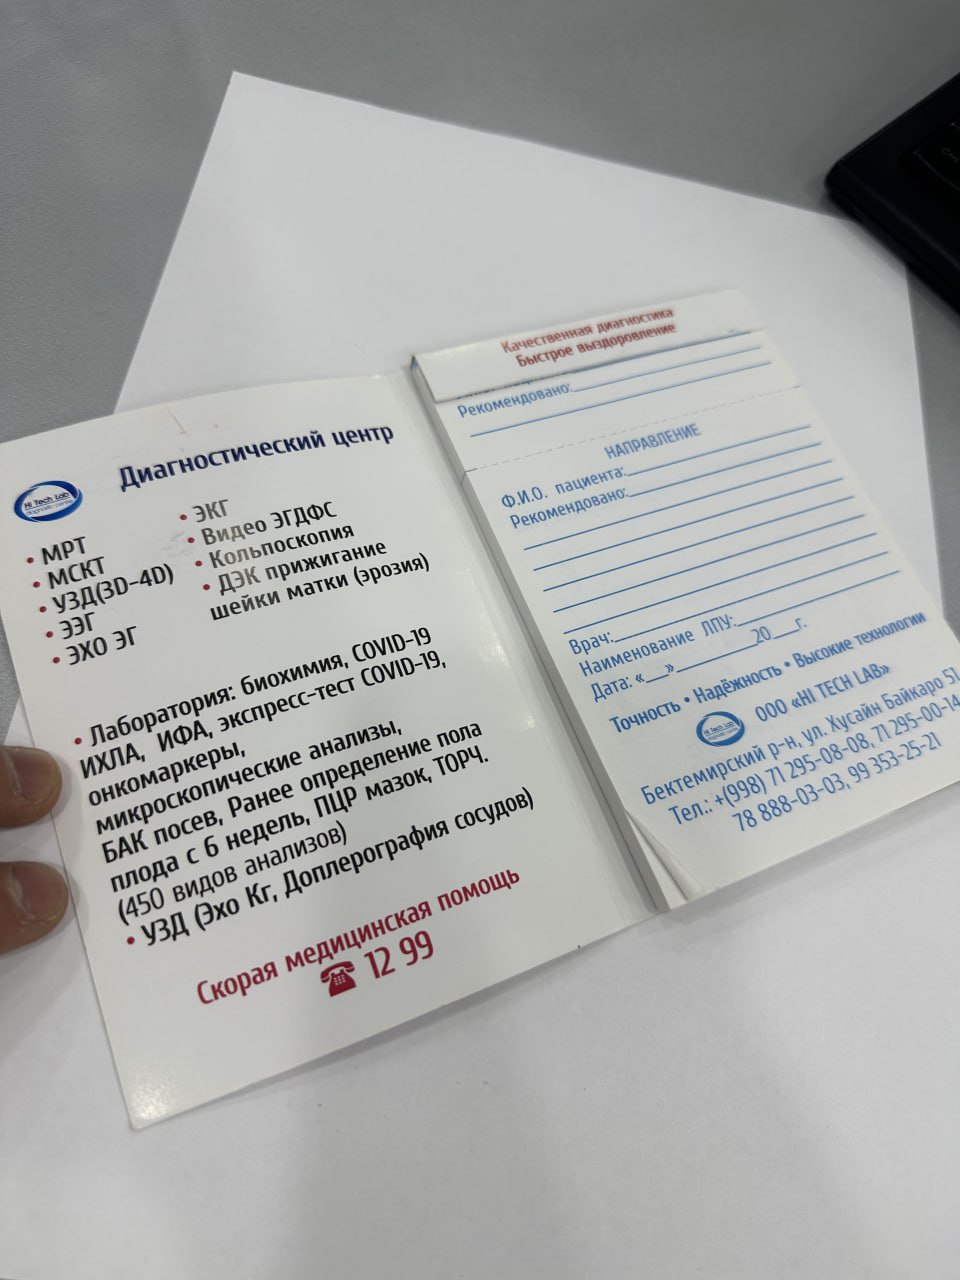 Диагностический центр
Hi Tech Lab
diagnostic center
• МРТ
• МСКТ
• УЗД(3D-4D)
• ЭЭГ
• ЭХО ЭГ
• ЭКГ
• Видео ЭГДФС
• Кольпоскопия
• ДЭК прижигание
шейки матки (эрозия)
• Лаборатория: биохимия, COVID-19
ИХЛА, ИФА, экспресс-тест COVID-19,
онкомаркеры,
микроскопические анализы,
БАК посев, Ранее определение пола
плода с 6 недель, ПЦР мазок, ТОРЧ.
(450 видов анализов)
• УЗД (Эхо Кг, Доплерография сосудов)
Скорая медицинская помощь
12 99
Качественная диагностика
Быстрое выздоровление
Рекомендовано:
НАПРАВЛЕНИЕ
Ф.И.О. пациента:
Рекомендовано:
Врач:
Наименование ЛПУ:
Дата: «__»________20__г.
Точность • Надёжность • Высокие технологии
Hi Tech Lab
ООО «HI TECH LAB»
Бектемирский р-н, ул. Хусайн Байкаро 51
Тел.: +(998) 71 295-08-08, 71 295-00-14
78 888-03-03, 99 353-25-21